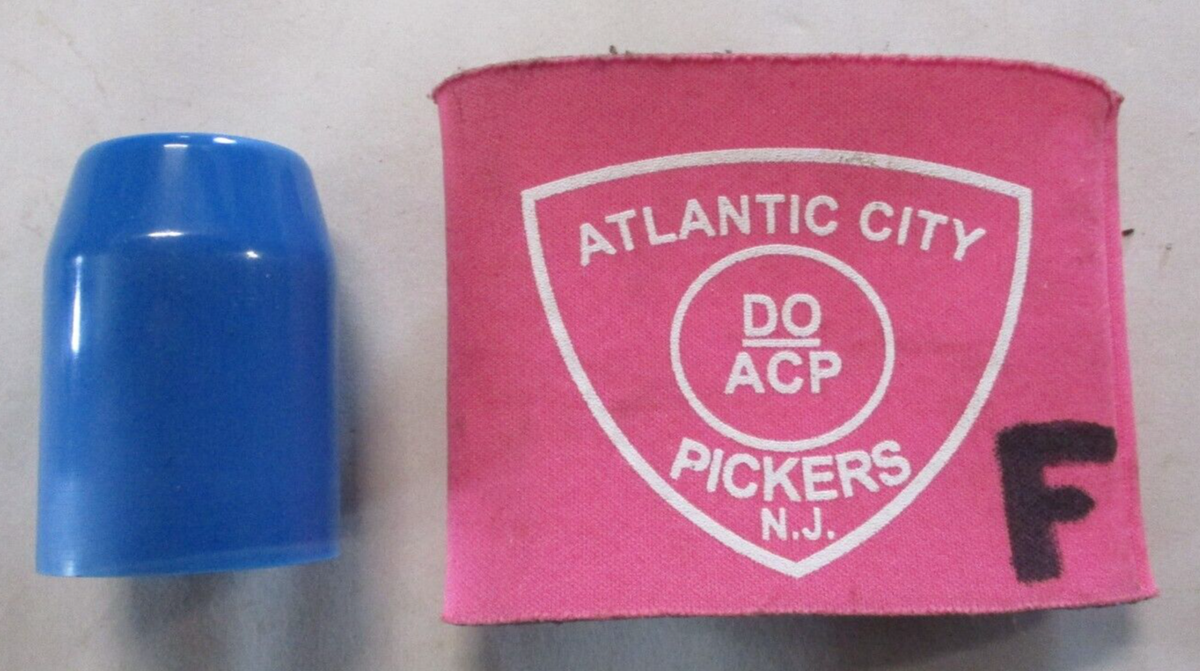 ATLANTIC CITY
DO
ACP
PICKERS
N.J.
F